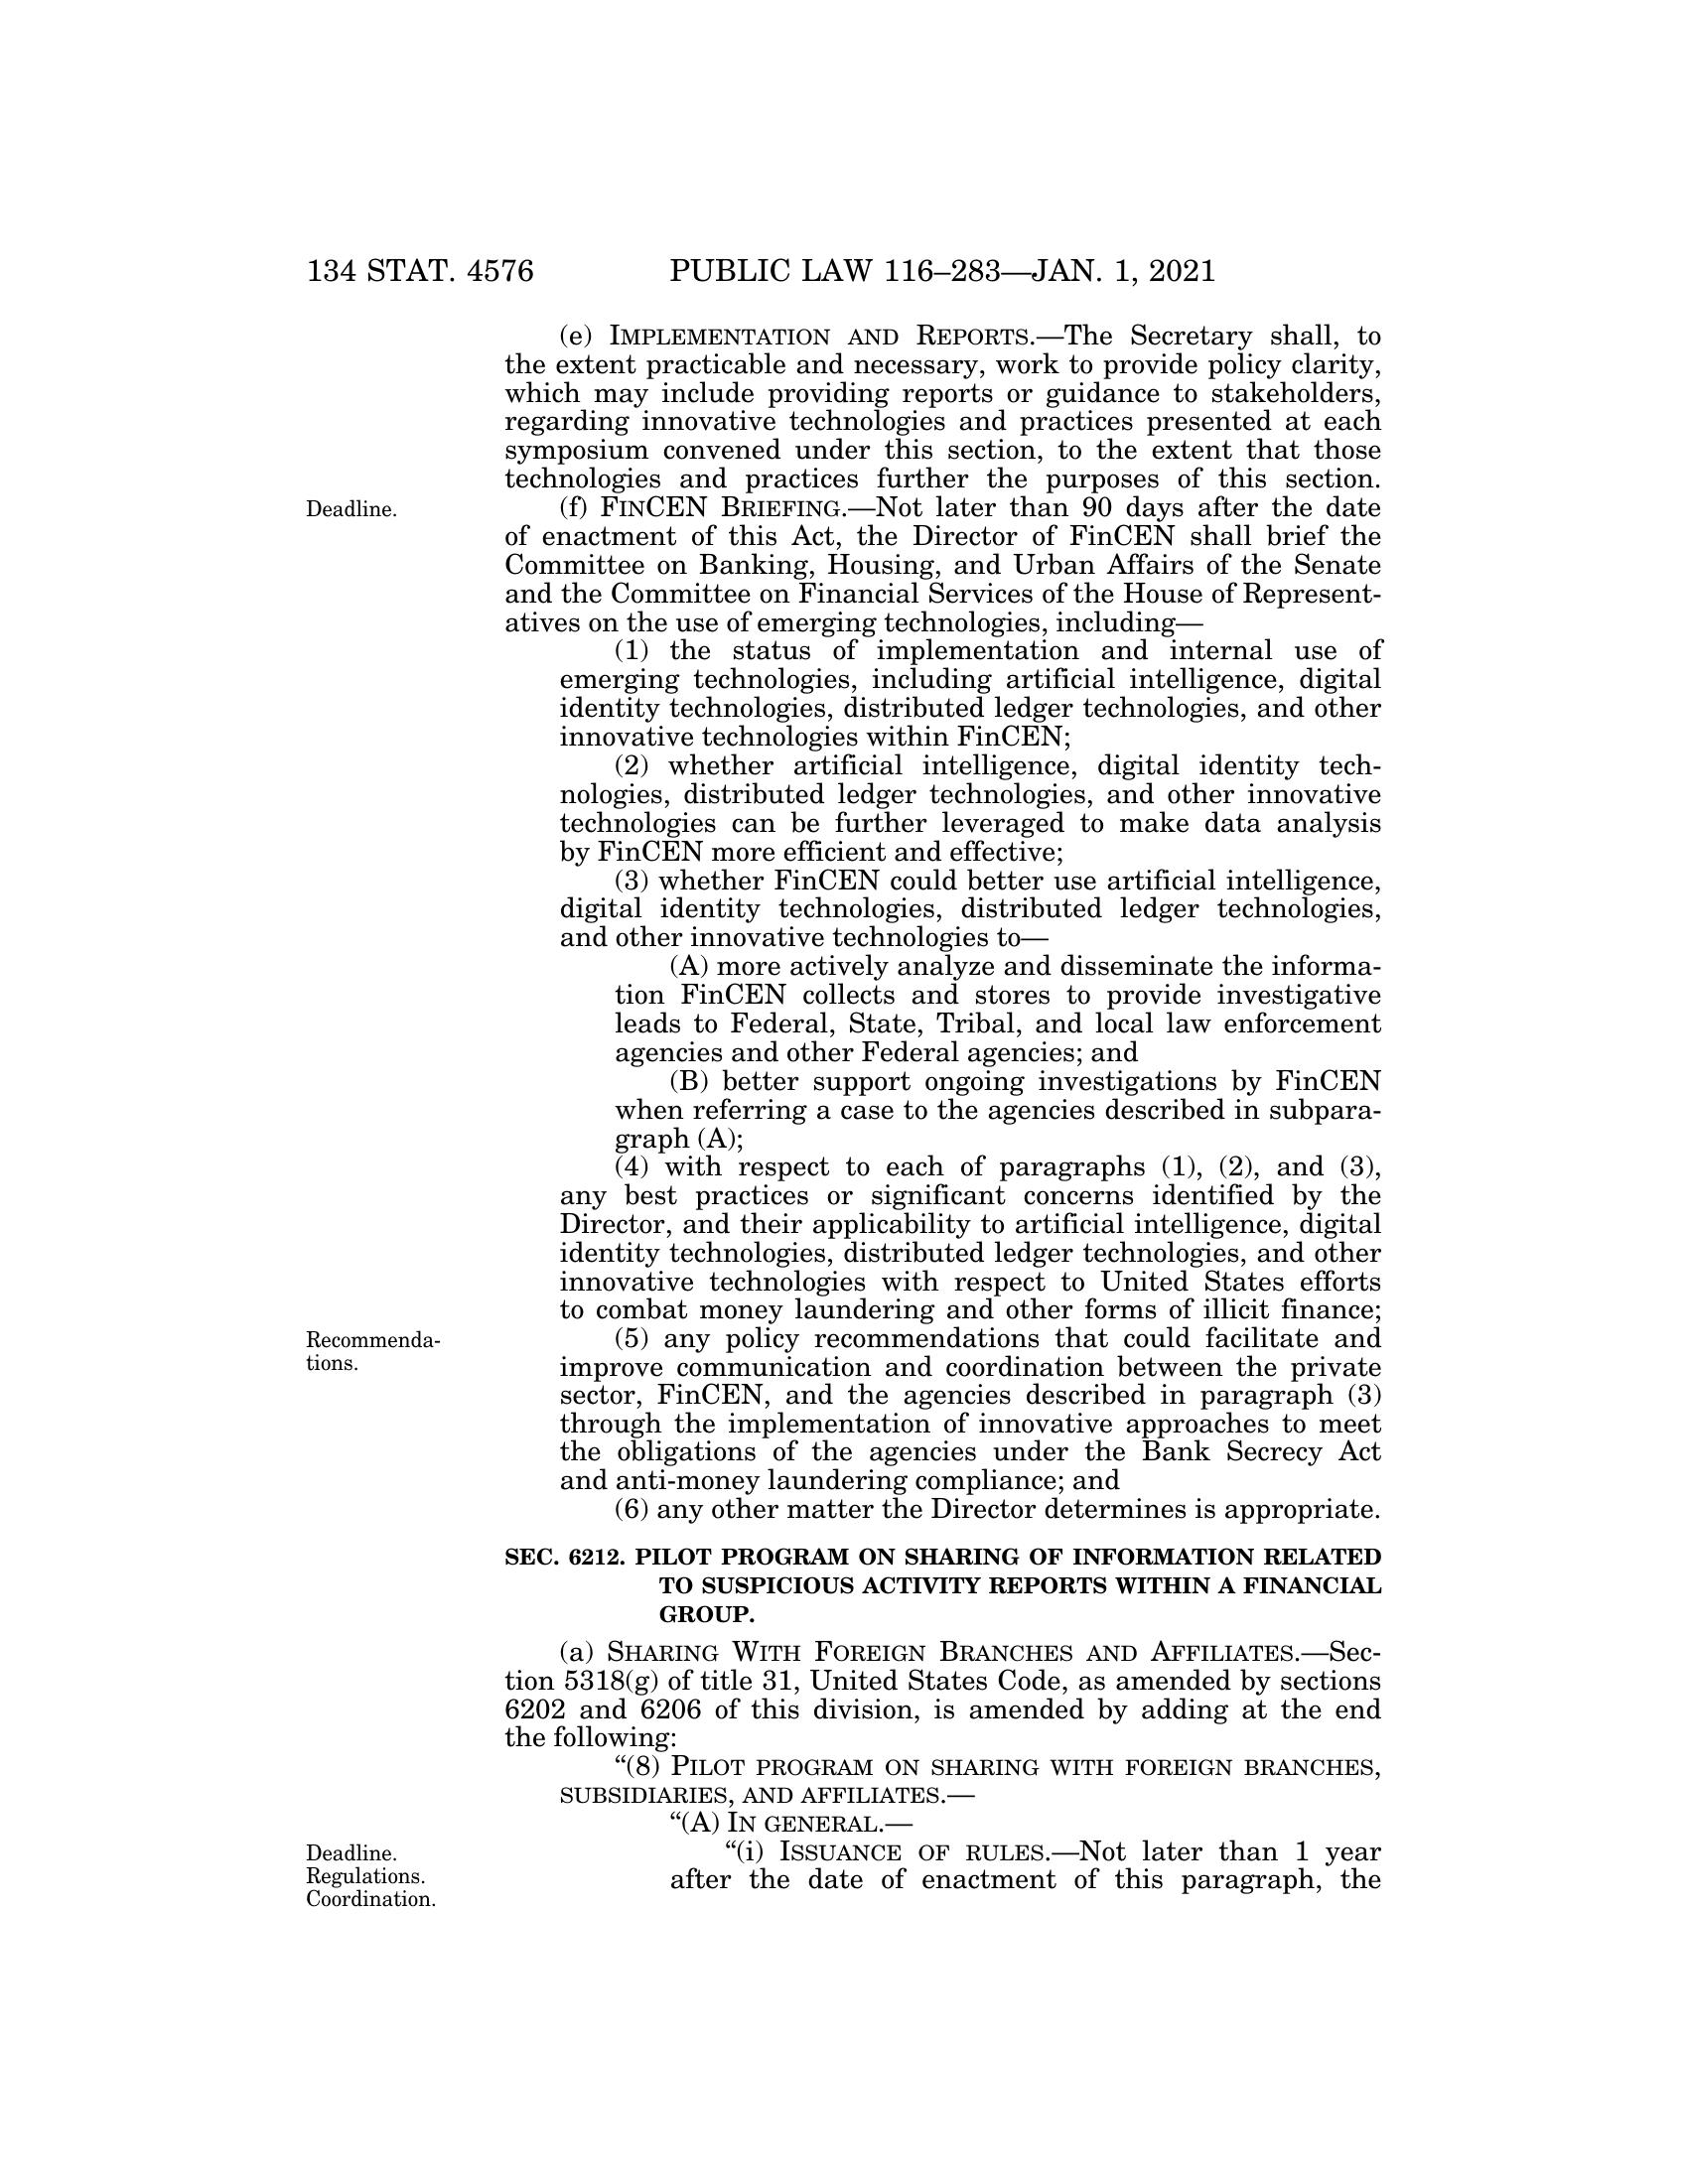 134 STAT. 4576 PUBLIC LAW 116–283—JAN. 1, 2021
(e) IMPLEMENTATION AND REPORTS.—The Secretary shall, to
the extent practicable and necessary, work to provide policy clarity,
which may include providing reports or guidance to stakeholders,
regarding innovative technologies and practices presented at each
symposium convened under this section, to the extent that those
technologies and practices further the purposes of this section.
Deadline.
(f) FINCEN BRIEFING.—Not later than 90 days after the date
of enactment of this Act, the Director of FinCEN shall brief the
Committee on Banking, Housing, and Urban Affairs of the Senate
and the Committee on Financial Services of the House of Represent-
atives on the use of emerging technologies, including—
(1) the status of implementation and internal use of
emerging technologies, including artificial intelligence, digital
identity technologies, distributed ledger technologies, and other
innovative technologies within FinCEN;
(2) whether artificial intelligence, digital identity tech-
nologies, distributed ledger technologies, and other innovative
technologies can be further leveraged to make data analysis
by FinCEN more efficient and effective;
(3) whether FinCEN could better use artificial intelligence,
digital identity technologies, distributed ledger technologies,
and other innovative technologies to—
(A) more actively analyze and disseminate the informa-
tion FinCEN collects and stores to provide investigative
leads to Federal, State, Tribal, and local law enforcement
agencies and other Federal agencies; and
(B) better support ongoing investigations by FinCEN
when referring a case to the agencies described in subpara-
graph (A);
(4) with respect to each of paragraphs (1), (2), and (3),
any best practices or significant concerns identified by the
Director, and their applicability to artificial intelligence, digital
identity technologies, distributed ledger technologies, and other
innovative technologies with respect to United States efforts
to combat money laundering and other forms of illicit finance;
Recommenda-
tions.
(5) any policy recommendations that could facilitate and
improve communication and coordination between the private
sector, FinCEN, and the agencies described in paragraph (3)
through the implementation of innovative approaches to meet
the obligations of the agencies under the Bank Secrecy Act
and anti-money laundering compliance; and
(6) any other matter the Director determines is appropriate.
SEC. 6212. PILOT PROGRAM ON SHARING OF INFORMATION RELATED
TO SUSPICIOUS ACTIVITY REPORTS WITHIN A FINANCIAL
GROUP.
(a) SHARING WITH FOREIGN BRANCHES AND AFFILIATES.—Sec-
tion 5318(g) of title 31, United States Code, as amended by sections
6202 and 6206 of this division, is amended by adding at the end
the following:
“(8) PILOT PROGRAM ON SHARING WITH FOREIGN BRANCHES,
SUBSIDIARIES, AND AFFILIATES.—
“(A) IN GENERAL.—
Deadline.
Regulations.
Coordination.
“(i) ISSUANCE OF RULES.—Not later than 1 year
after the date of enactment of this paragraph, the